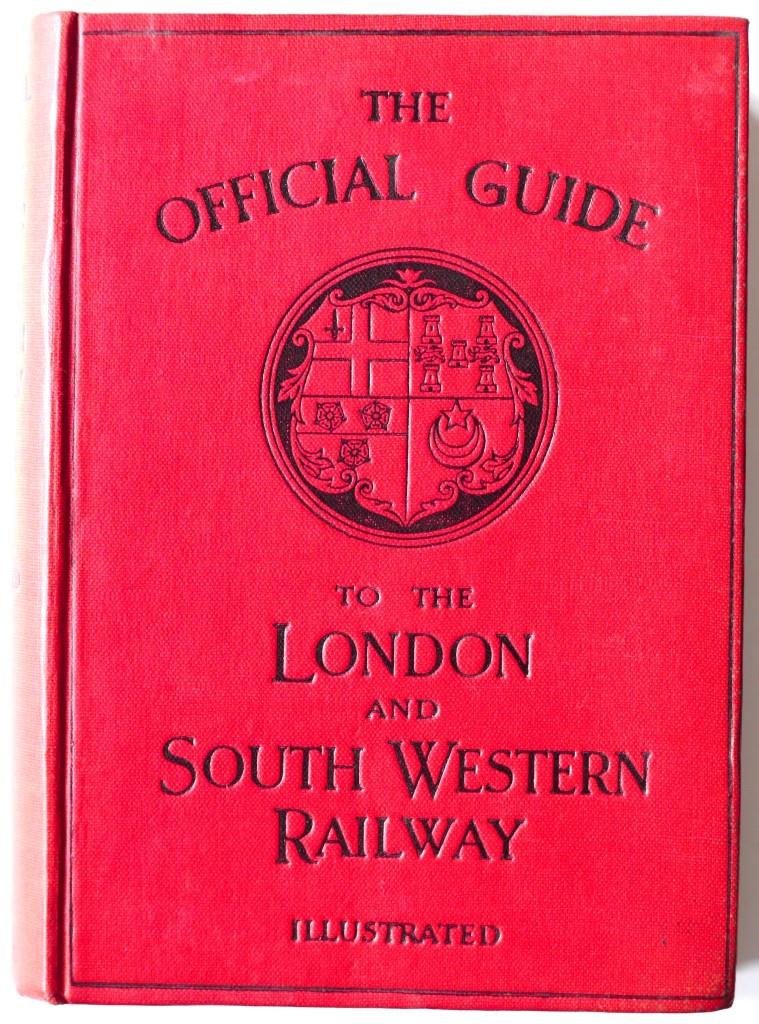 THE
OFFICIAL GUIDE
TO THE
LONDON
AND
SOUTH WESTERN
RAILWAY
ILLUSTRATED